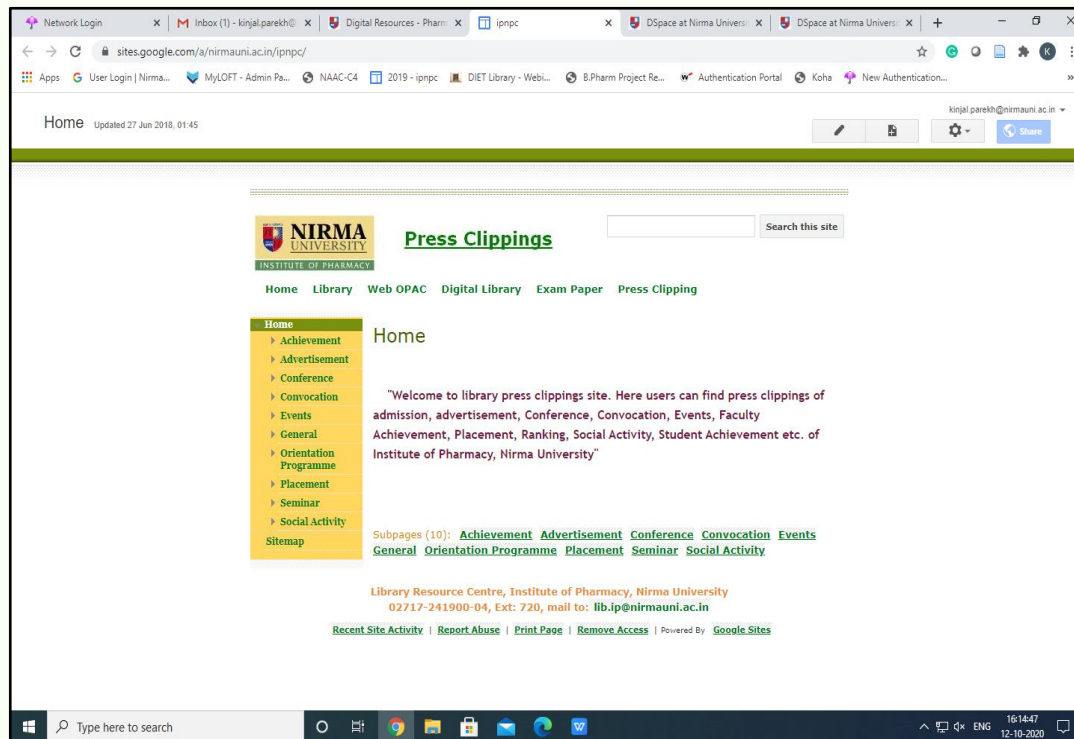 Network Login
Inbox (1) - kinjal.parekh@
Digital Resources - Pharm
ipnpc
DSpace at Nirma Universi
DSpace at Nirma Universi
sites.google.com/a/nirmauni.ac.in/ipnpc/
K
Apps User Login | Nirma... MyLOFT - Admin Pa... NAAC-C4 2019 - ipnpc DIET Library - Webi... B.Pharm Project Re... Authentication Portal Koha New Authentication... »
kinjal.parekh@nirmauni.ac.in
Home Updated 27 Jun 2018, 01:45
Share
NIRMA
UNIVERSITY
INSTITUTE OF PHARMACY
Press Clippings
Search this site
Home Library Web OPAC Digital Library Exam Paper Press Clipping
Home
Achievement
Advertisement
Conference
Convocation
Events
General
Orientation
Programme
Placement
Seminar
Social Activity
Sitemap
Home
"Welcome to library press clippings site. Here users can find press clippings of
admission, advertisement, Conference, Convocation, Events, Faculty
Achievement, Placement, Ranking, Social Activity, Student Achievement etc. of
Institute of Pharmacy, Nirma University"
Subpages (10): Achievement Advertisement Conference Convocation Events
General Orientation Programme Placement Seminar Social Activity
Library Resource Centre, Institute of Pharmacy, Nirma University
02717-241900-04, Ext: 720, mail to: lib.ip@nirmauni.ac.in
Recent Site Activity | Report Abuse | Print Page | Remove Access | Powered By Google Sites
Type here to search
ENG
16:14:47
12-10-2020